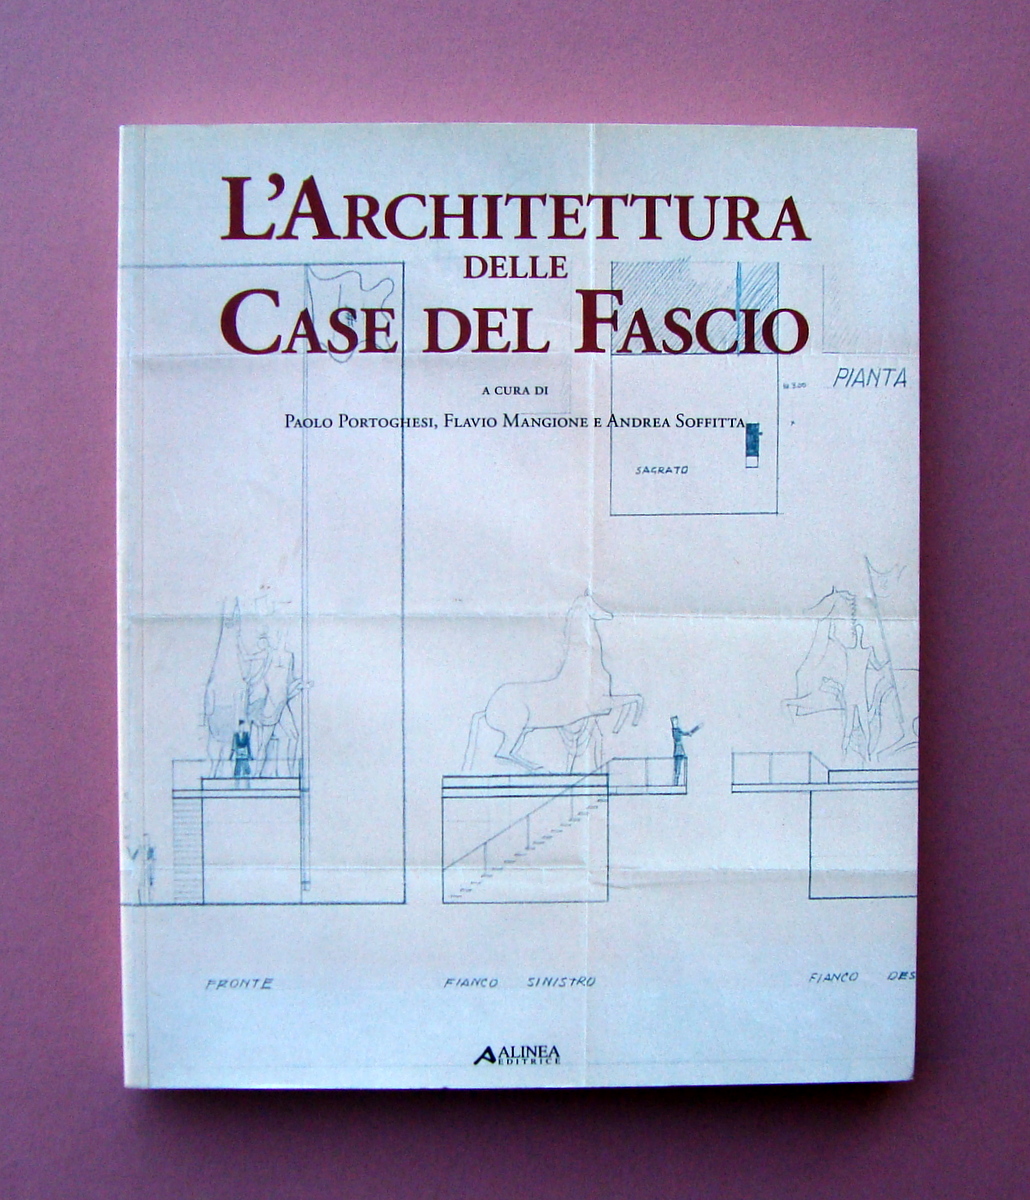 L'ARCHITETTURA
DELLE
CASE DEL FASCIO
A CURA DI
PAOLO PORTOGHESI, FLAVIO MANGIONE E ANDREA SOFFITTA
PIANTA
SAGRATO
FRONTE
FIANCO SINISTRO
FIANCO DES
ALINEA
EDITRICE